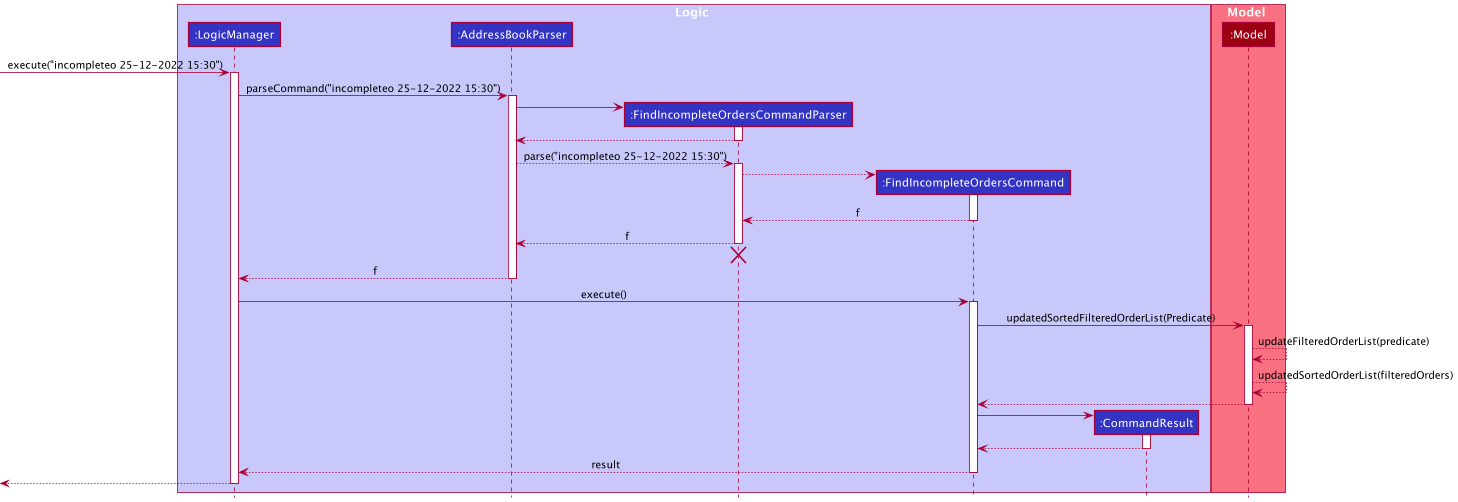 Logic
Model
:LogicManager
:AddressBookParser
:Model
execute("incompleteo 25-12-2022 15:30")
parseCommand("incompleteo 25-12-2022 15:30")
:FindIncompleteOrdersCommandParser
parse("incompleteo 25-12-2022 15:30")
:FindIncompleteOrdersCommand
f
f
f
execute()
updatedSortedFilteredOrderList(Predicate)
updateFilteredOrderList(predicate)
updatedSortedOrderList(filteredOrders)
:CommandResult
result